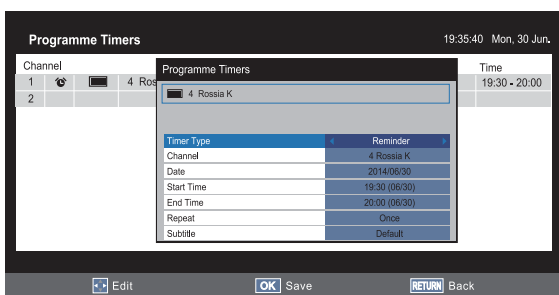 Programme Timers 19:35:40 Mon, 30 Jun.
Channel Time
1 4 Ros 19:30 - 20:00
2
Programme Timers
4 Rossia K
Timer Type Reminder
Channel 4 Rossia K
Date 2014/06/30
Start Time 19:30 (06/30)
End Time 20:00 (06/30)
Repeat Once
Subtitle Default
Edit OK Save RETURN Back